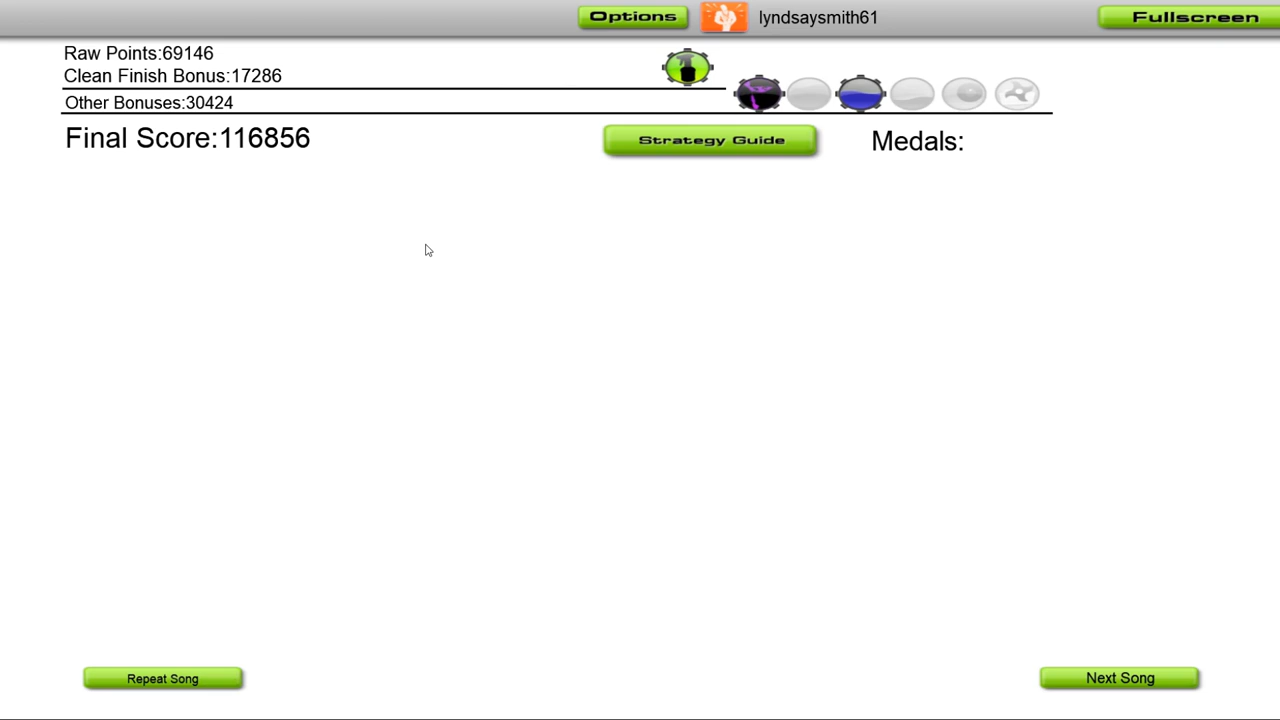 Options
lyndsaysmith61
Fullscreen
Raw Points:69146
Clean Finish Bonus:17286
Other Bonuses:30424
Final Score:116856
Strategy Guide
Medals:
Repeat Song
Next Song